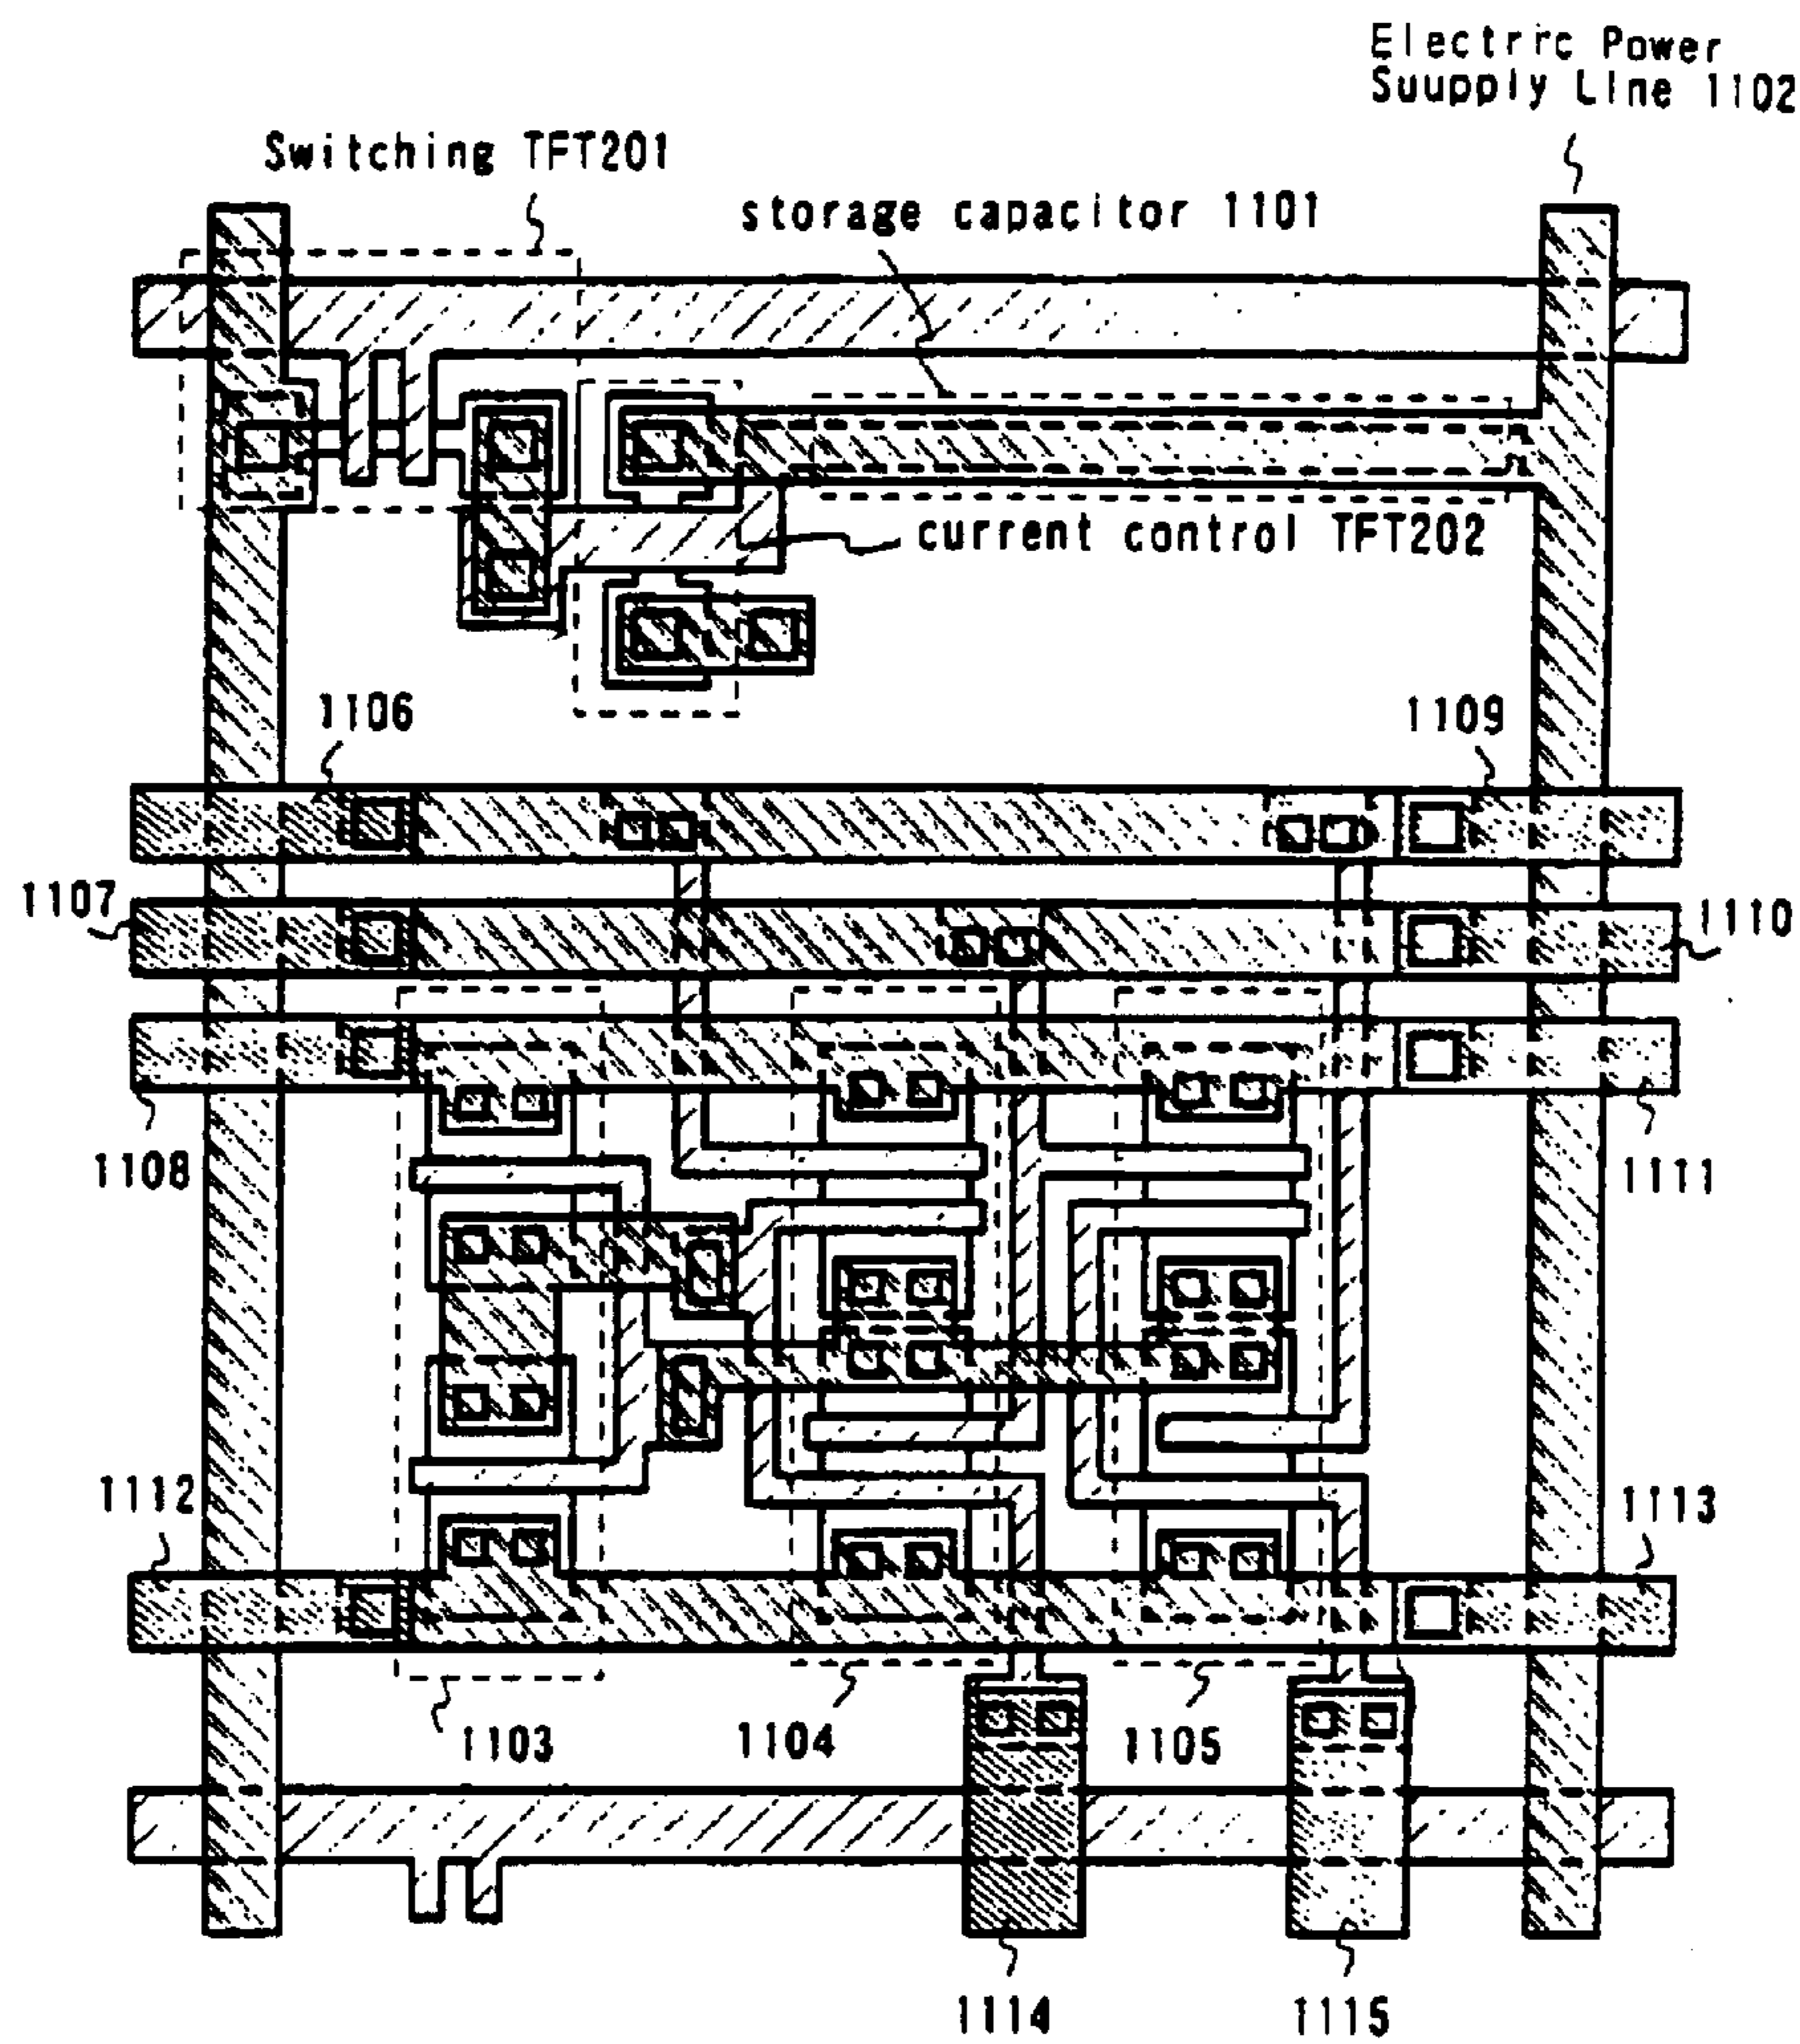 Electric Power
Suupply Line 1102
Switching TFT201
storage capacitor 1101
current control TFT202
1106
1109
1107
1110
1108
1111
1112
1113
1103
1104
1105
1114
1115